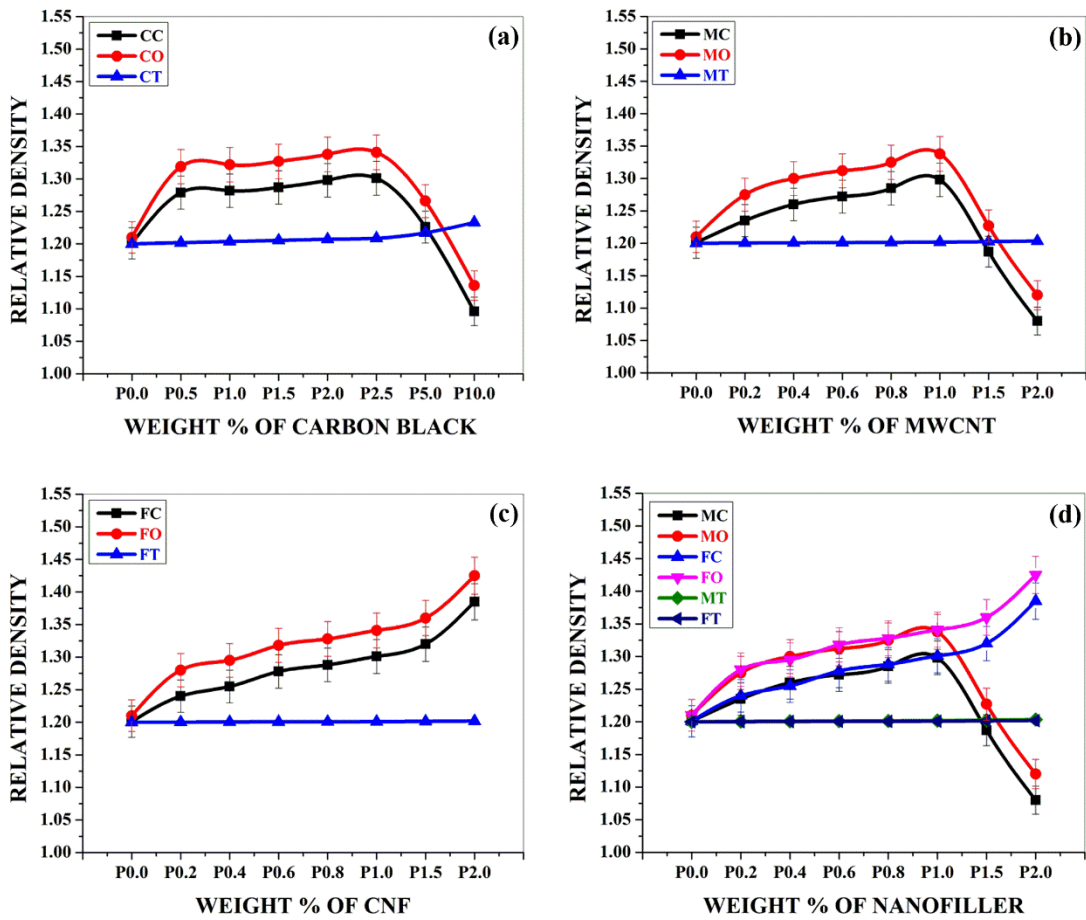 (a)
CC
CO
CT
RELATIVE DENSITY
1.55
1.50
1.45
1.40
1.35
1.30
1.25
1.20
1.15
1.10
1.05
1.00
P0.0 P0.5 P1.0 P1.5 P2.0 P2.5 P5.0 P10.0
WEIGHT % OF CARBON BLACK
(b)
MC
MO
MT
RELATIVE DENSITY
1.55
1.50
1.45
1.40
1.35
1.30
1.25
1.20
1.15
1.10
1.05
1.00
P0.0 P0.2 P0.4 P0.6 P0.8 P1.0 P1.5 P2.0
WEIGHT % OF MWCNT
(c)
FC
FO
FT
RELATIVE DENSITY
1.55
1.50
1.45
1.40
1.35
1.30
1.25
1.20
1.15
1.10
1.05
1.00
P0.0 P0.2 P0.4 P0.6 P0.8 P1.0 P1.5 P2.0
WEIGHT % OF CNF
(d)
MC
MO
FC
FO
MT
FT
RELATIVE DENSITY
1.55
1.50
1.45
1.40
1.35
1.30
1.25
1.20
1.15
1.10
1.05
1.00
P0.0 P0.2 P0.4 P0.6 P0.8 P1.0 P1.5 P2.0
WEIGHT % OF NANOFILLER